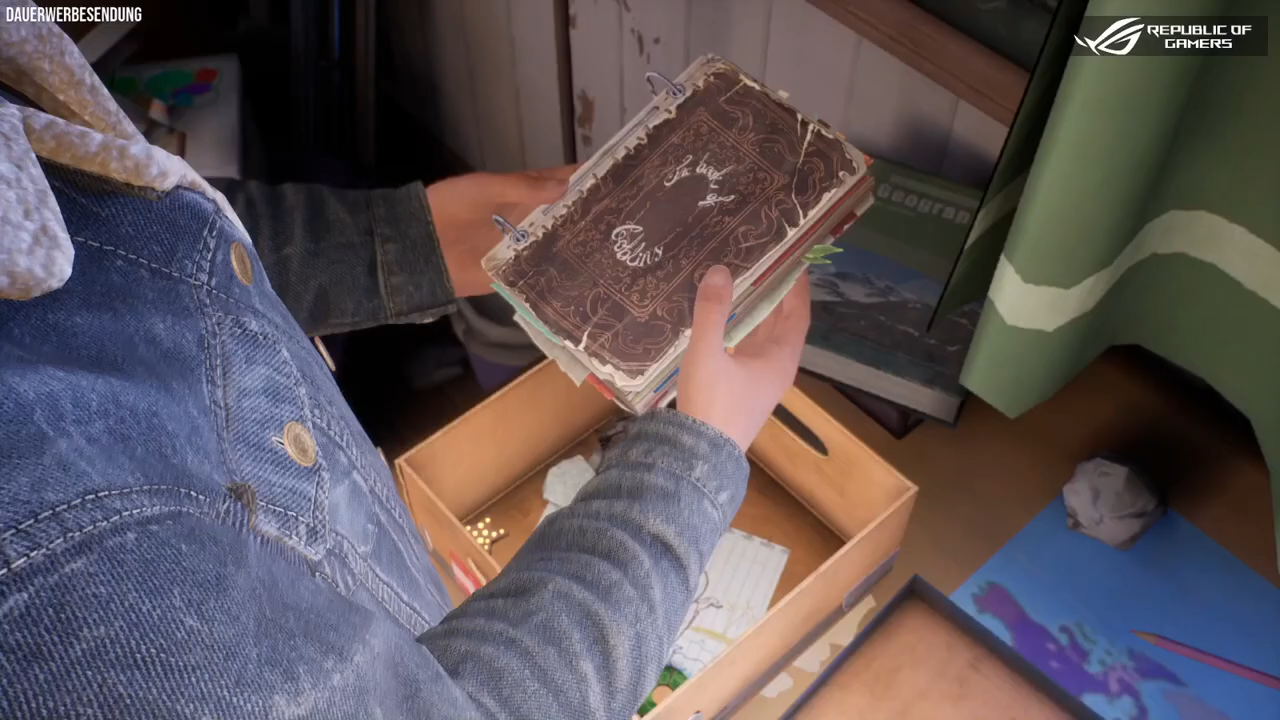 DAUERWERBESENDUNG
REPUBLIC OF
GAMERS
The book
of
Goblins
Geograp